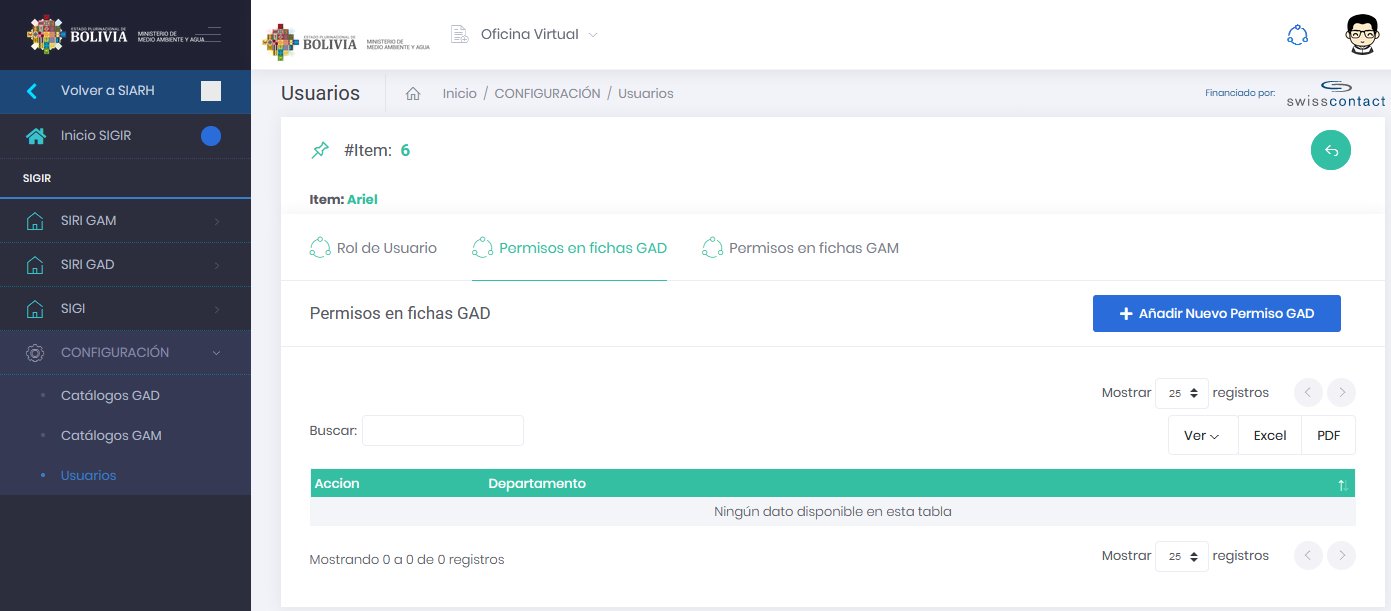 ESTADO PLURINACIONAL DE
BOLIVIA
MINISTERIO DE
MEDIO AMBIENTE Y AGUA
ESTADO PLURINACIONAL DE
BOLIVIA
MINISTERIO DE
MEDIO AMBIENTE Y AGUA
Oficina Virtual
Volver a SIARH
Inicio SIGIR
SIGIR
SIRI GAM
SIRI GAD
SIGI
CONFIGURACIÓN
Catálogos GAD
Catálogos GAM
Usuarios
Usuarios
Inicio / CONFIGURACIÓN / Usuarios
Financiado por:
swisscontact
#Item: 6
Item: Ariel
Rol de Usuario
Permisos en fichas GAD
Permisos en fichas GAM
Permisos en fichas GAD
Añadir Nuevo Permiso GAD
Mostrar 25 registros
Buscar:
Ver
Excel
PDF
Accion
Departamento
Ningún dato disponible en esta tabla
Mostrando 0 a 0 de 0 registros
Mostrar 25 registros